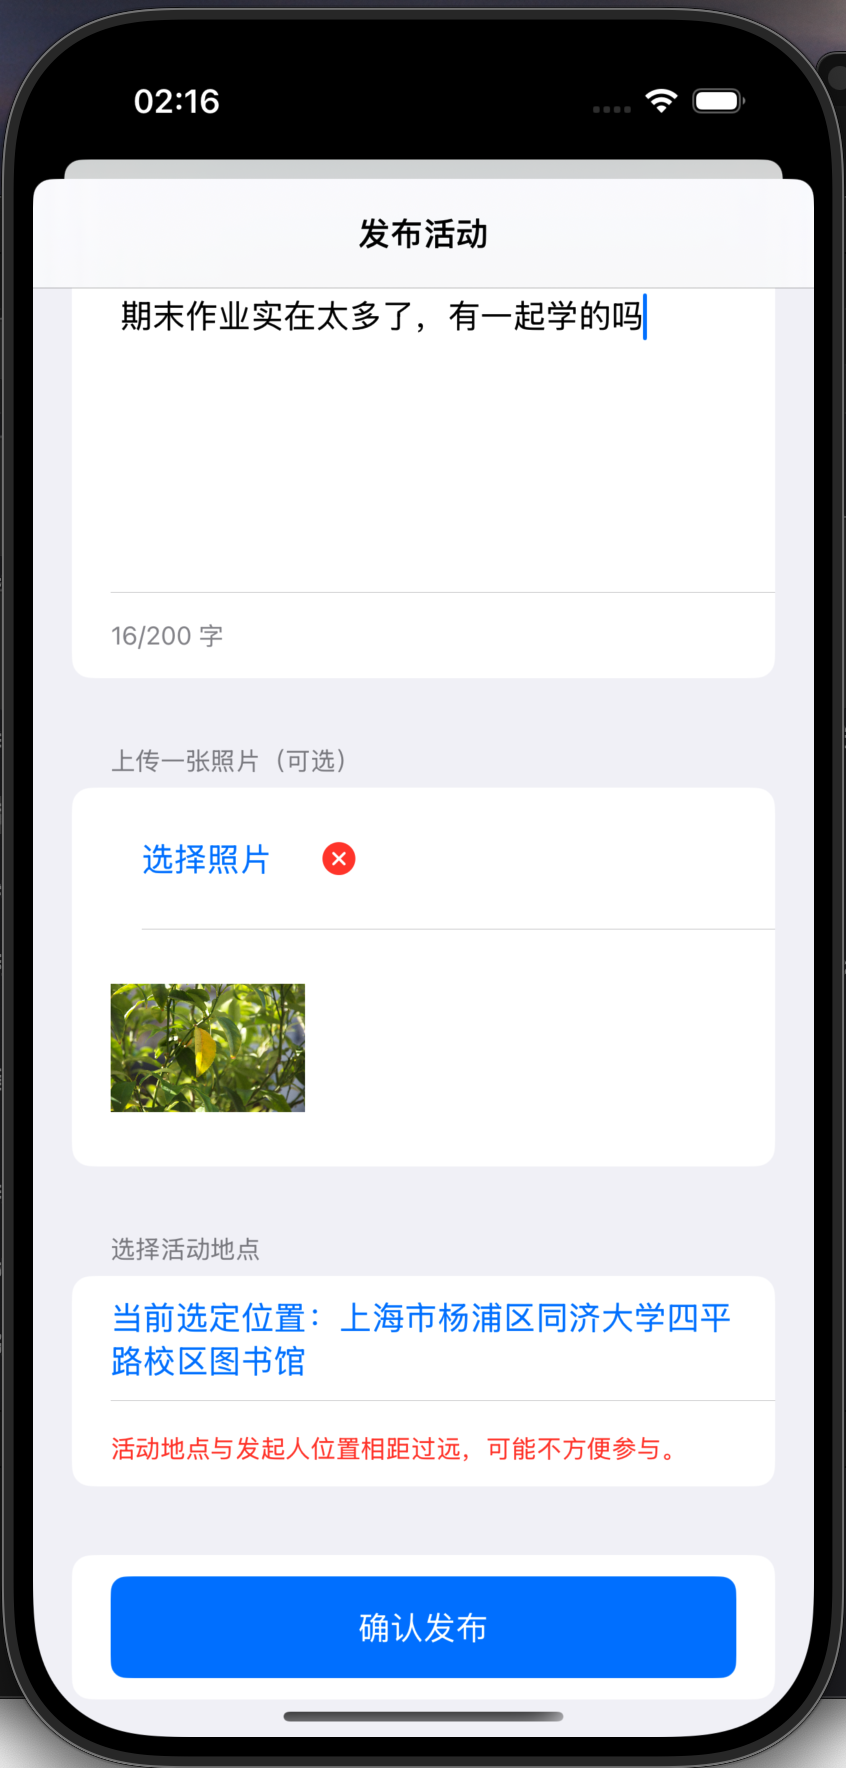 02:16
发布活动
期末作业实在太多了，有一起学的吗
16/200 字
上传一张照片（可选）
选择照片
选择活动地点
当前选定位置：上海市杨浦区同济大学四平
路校区图书馆
活动地点与发起人位置相距过远，可能不方便参与。
确认发布